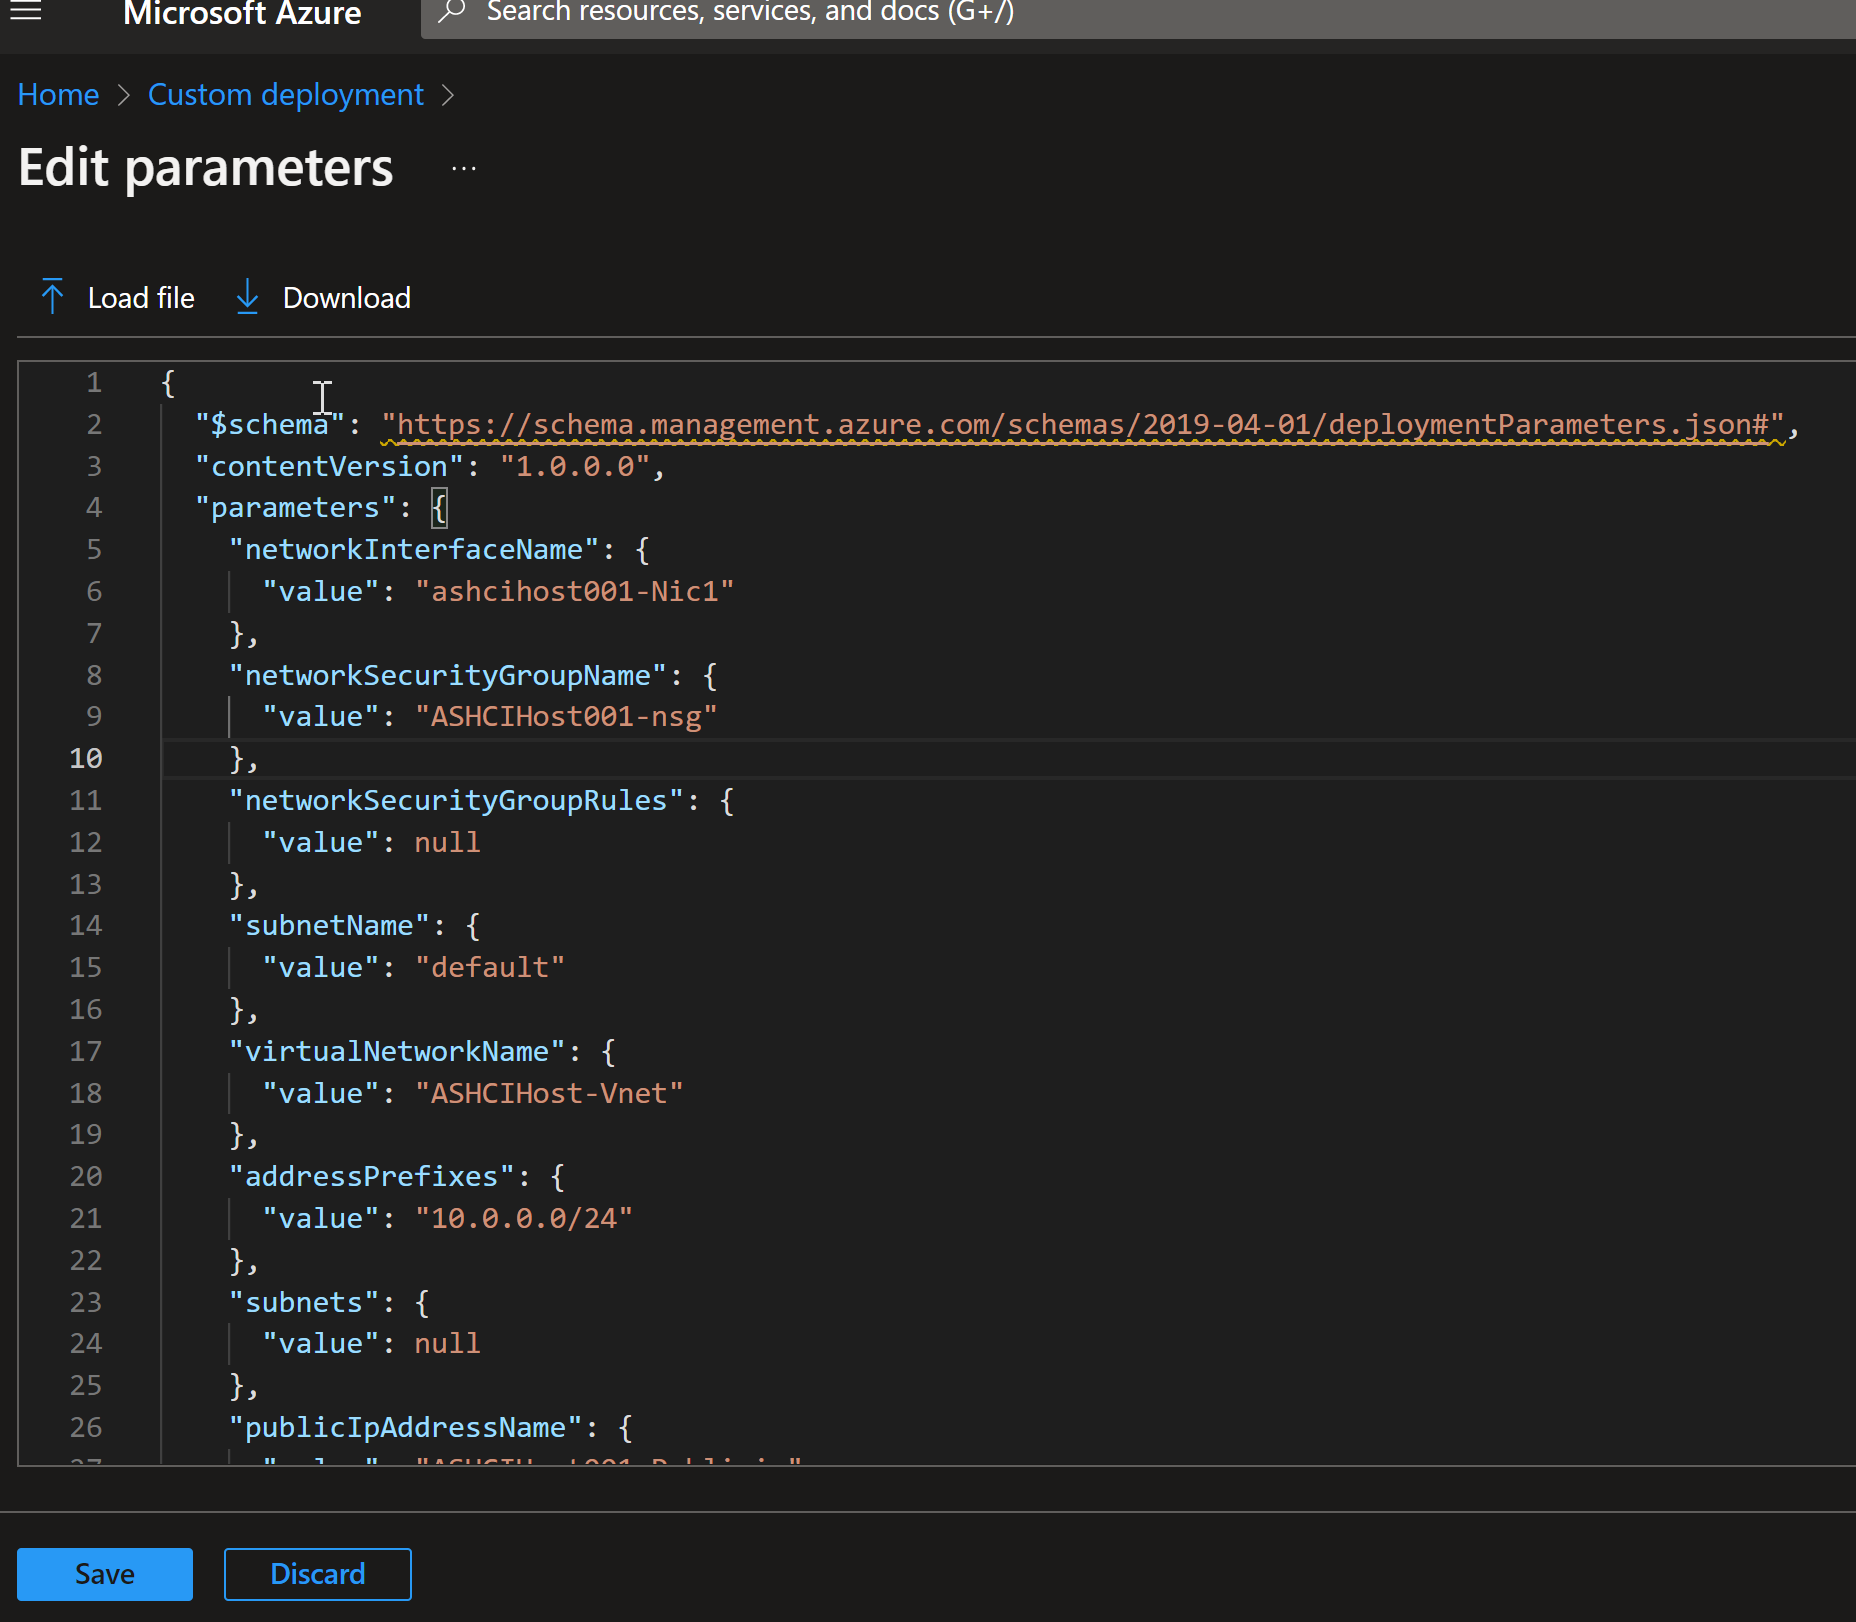 Microsoft Azure
Search resources, services, and docs (G+/)
Home > Custom deployment >
Edit parameters ...
Load file Download
1 {
2 "$schema": "https://schema.management.azure.com/schemas/2019-04-01/deploymentParameters.json#",
3 "contentVersion": "1.0.0.0",
4 "parameters": {
5 "networkInterfaceName": {
6 "value": "ashcihost001-Nic1"
7 },
8 "networkSecurityGroupName": {
9 "value": "ASHCIHost001-nsg"
10 },
11 "networkSecurityGroupRules": {
12 "value": null
13 },
14 "subnetName": {
15 "value": "default"
16 },
17 "virtualNetworkName": {
18 "value": "ASHCIHost-Vnet"
19 },
20 "addressPrefixes": {
21 "value": "10.0.0.0/24"
22 },
23 "subnets": {
24 "value": null
25 },
26 "publicIpAddressName": {
27 "value": 
Save Discard